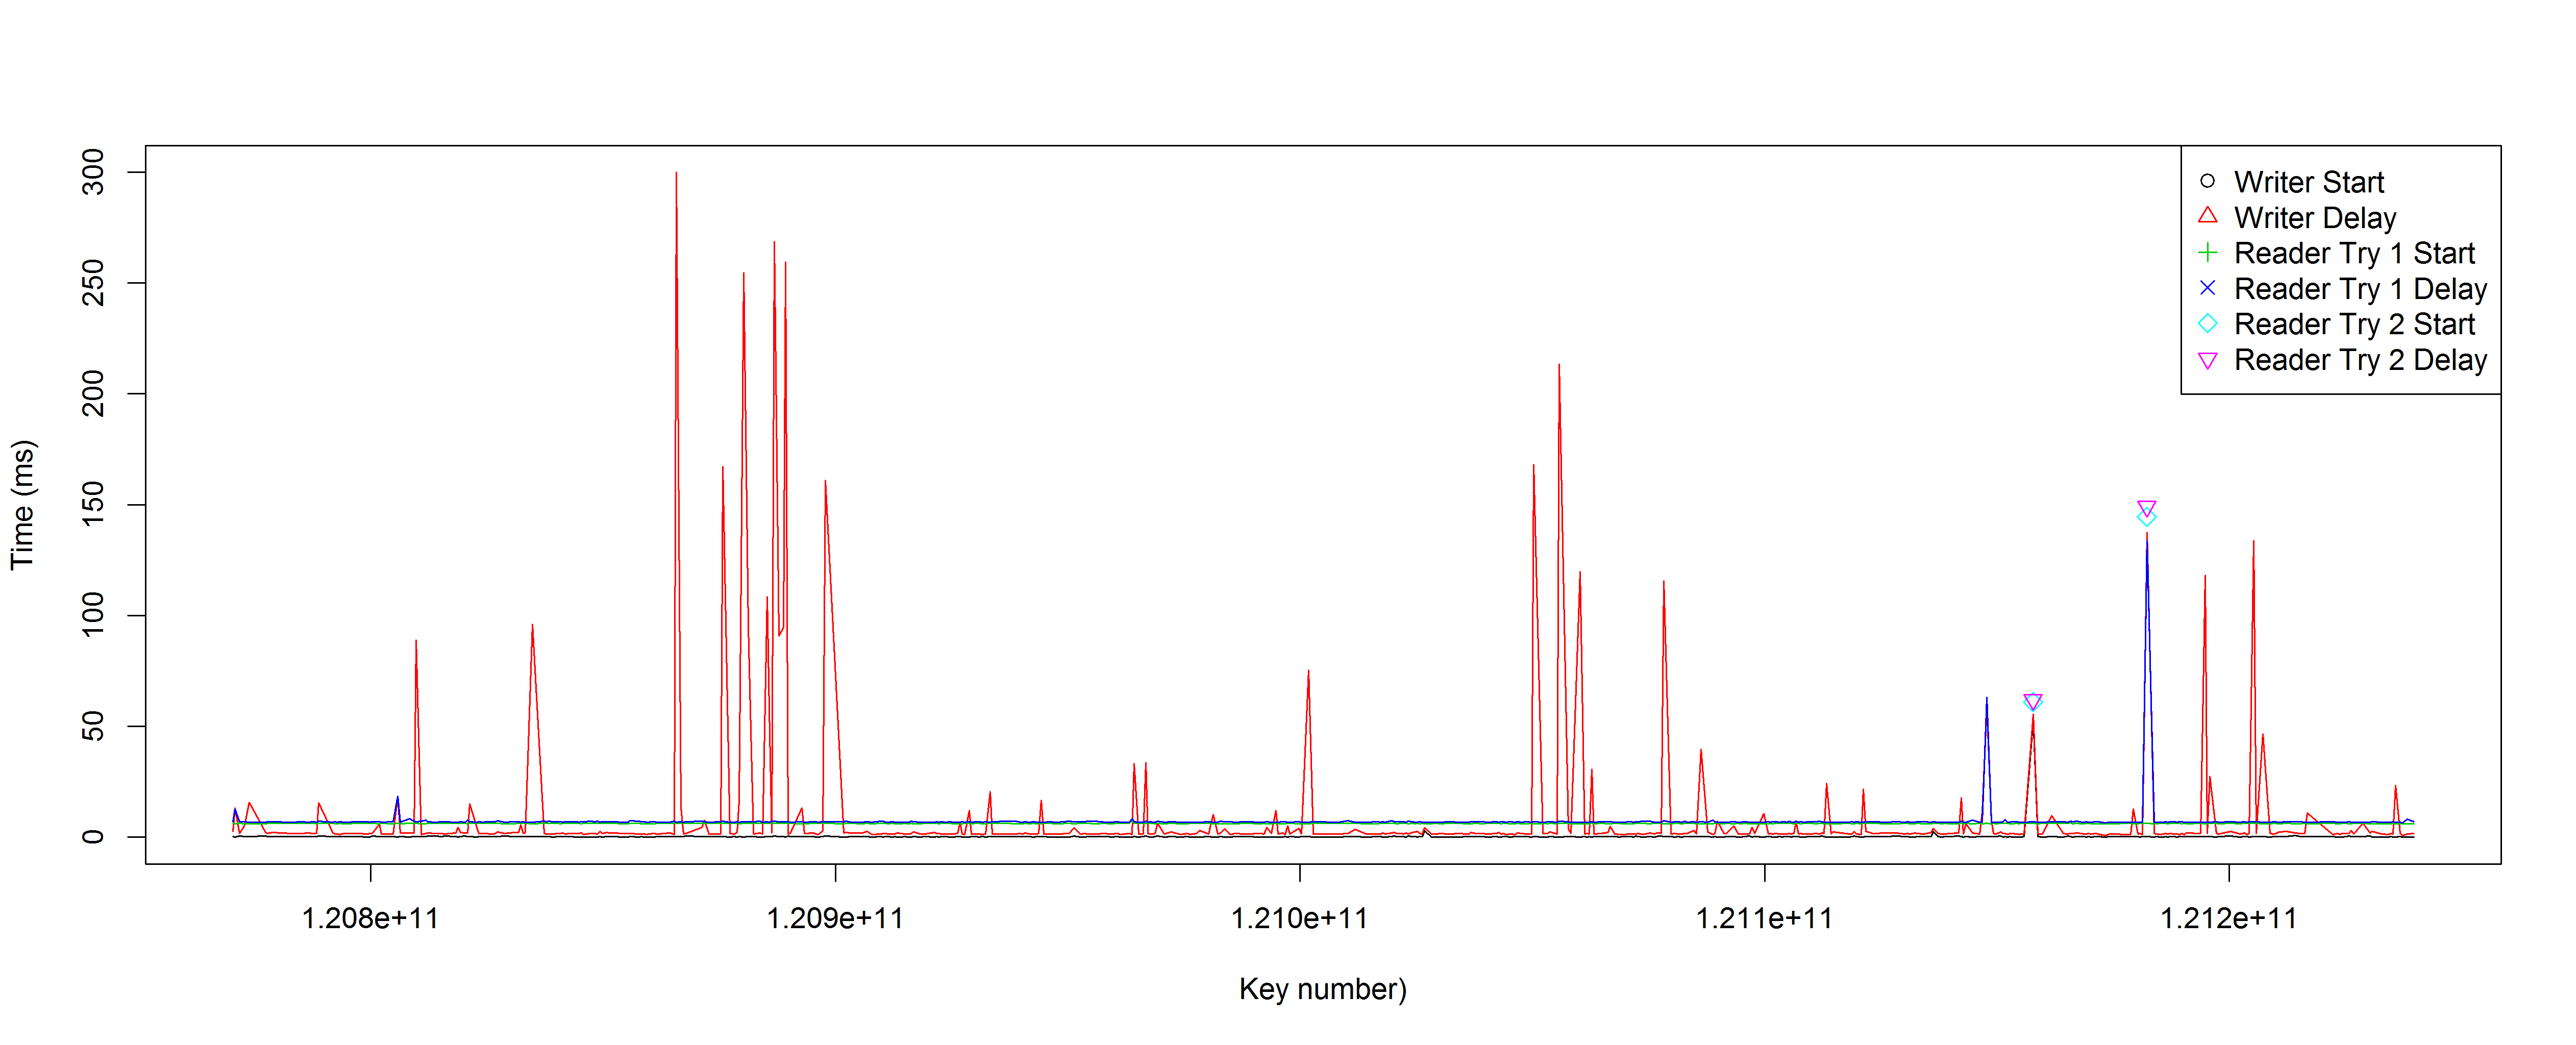 300
250
200
150
100
50
0
Time (ms)
Writer Start
Writer Delay
Reader Try 1 Start
Reader Try 1 Delay
Reader Try 2 Start
Reader Try 2 Delay
1.208e+11 1.209e+11 1.210e+11 1.211e+11 1.212e+11
Key number)